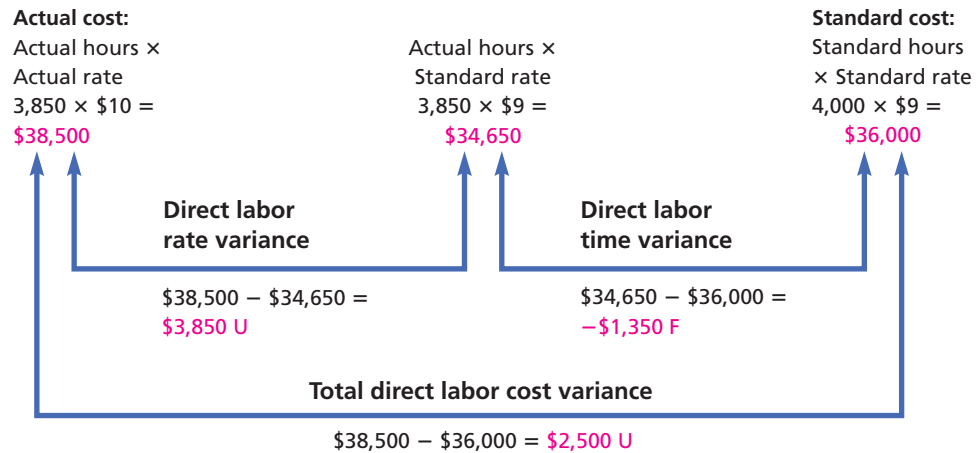 Actual cost:
Actual hours ×
Actual rate
3,850 × $10 =
$38,500
Actual hours ×
Standard rate
3,850 × $9 =
$34,650
Standard cost:
Standard hours
× Standard rate
4,000 × $9 =
$36,000
Direct labor
rate variance
$38,500 − $34,650 =
$3,850 U
Direct labor
time variance
$34,650 − $36,000 =
−$1,350 F
Total direct labor cost variance
$38,500 − $36,000 = $2,500 U